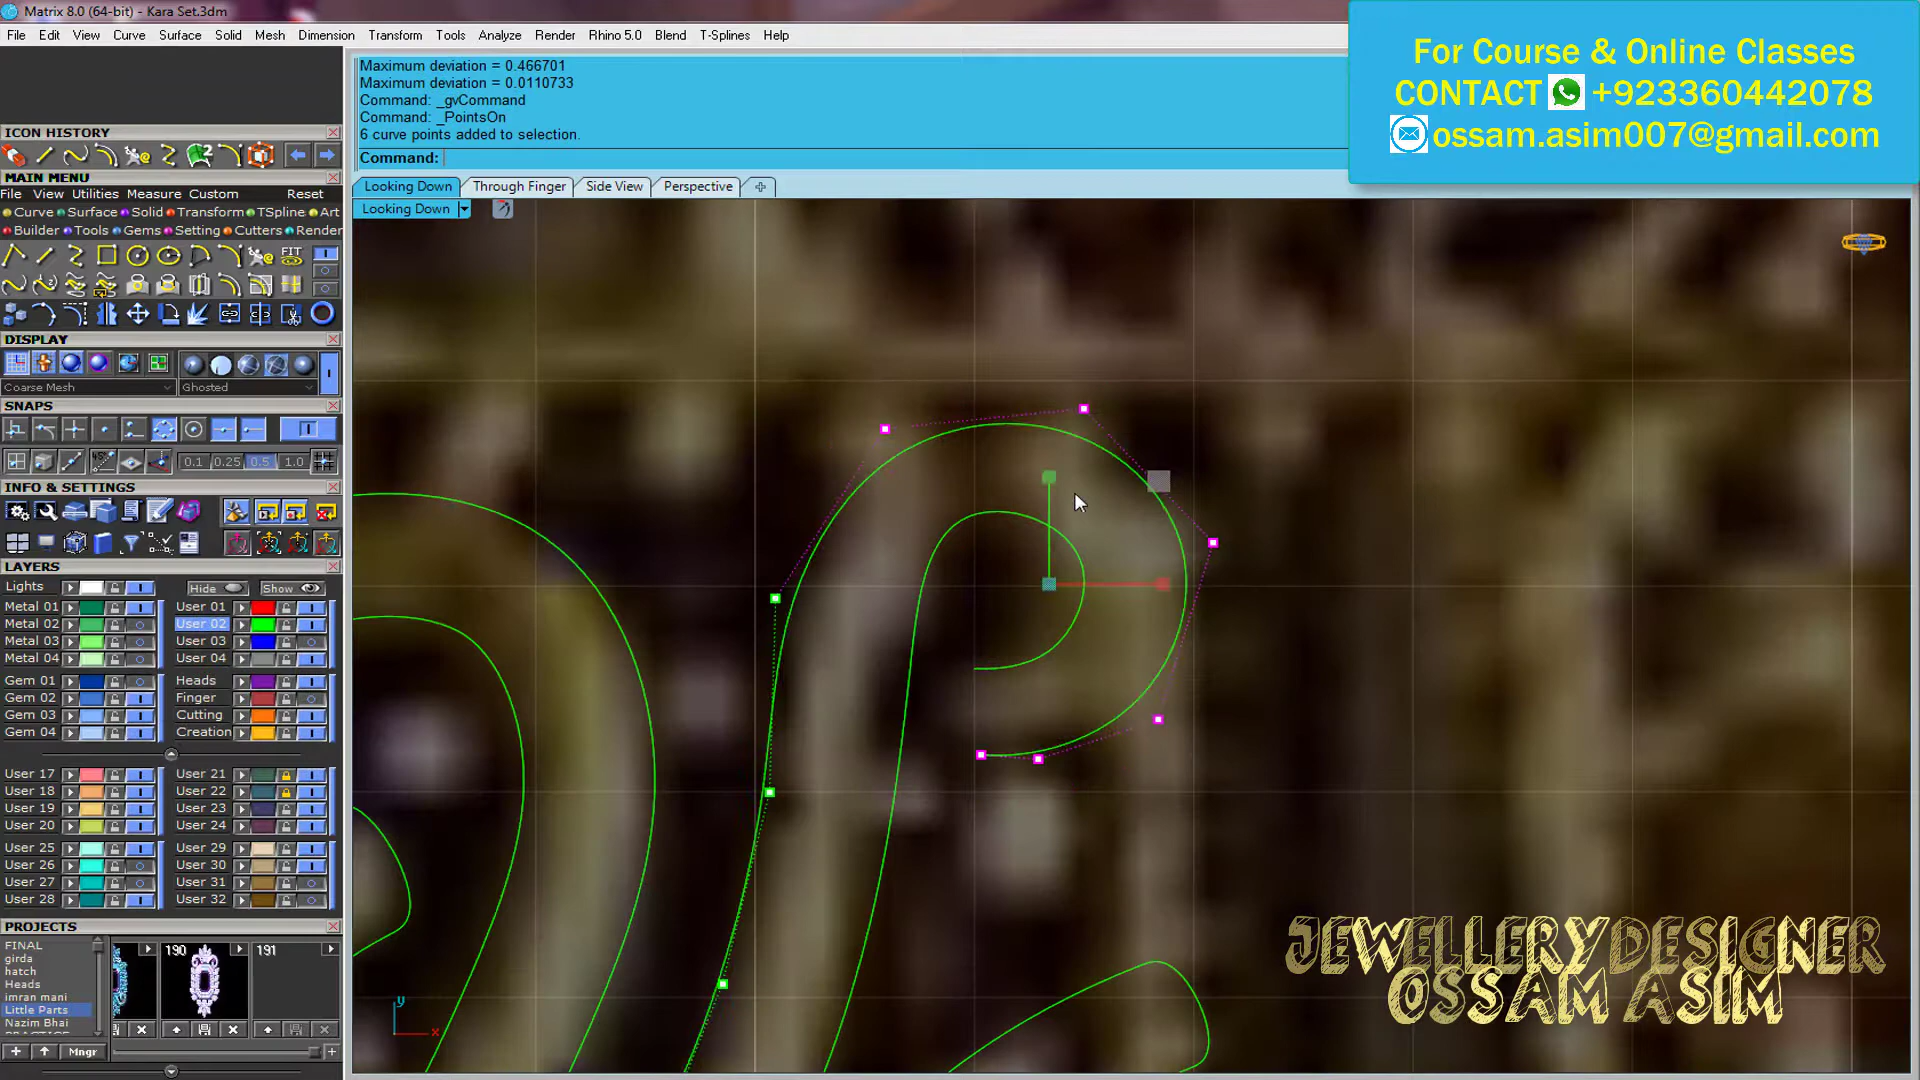 Matrix 8.0 (64-bit) - Kara Set.3dm
File Edit View Curve Surface Solid Mesh Dimension Transform Tools Analyze Render Rhino 5.0 Blend T-Splines Help
For Course & Online Classes
CONTACT +923360442078
ossam.asim007@gmail.com
Maximum deviation = 0.466701
Maximum deviation = 0.0110733
Command: _gvCommand
Command: _PointsOn
6 curve points added to selection.
Command:
Looking Down Through Finger Side View Perspective
Looking Down
ICON HISTORY
MAIN MENU
File View Utilities Measure Custom Reset
Curve Surface Solid Transform TSpline Art
Builder Tools Gems Setting Cutters Render
FIT
DISPLAY
Coarse Mesh Ghosted
SNAPS
45°
0.1 0.25 0.5 1.0
INFO & SETTINGS
LAYERS
Lights Hide Show
Metal 01 User 01
Metal 02 User 02
Metal 03 User 03
Metal 04 User 04
Gem 01 Heads
Gem 02 Finger
Gem 03 Cutting
Gem 04 Creation
User 17 User 21
User 18 User 22
User 19 User 23
User 20 User 24
User 25 User 29
User 26 User 30
User 27 User 31
User 28 User 32
PROJECTS
FINAL
girda
hatch
Heads
imran mani
Little Parts
Nazim Bhai
190 191
Mngr
y
x
JEWELLERY DESIGNER
OSSAM ASIM